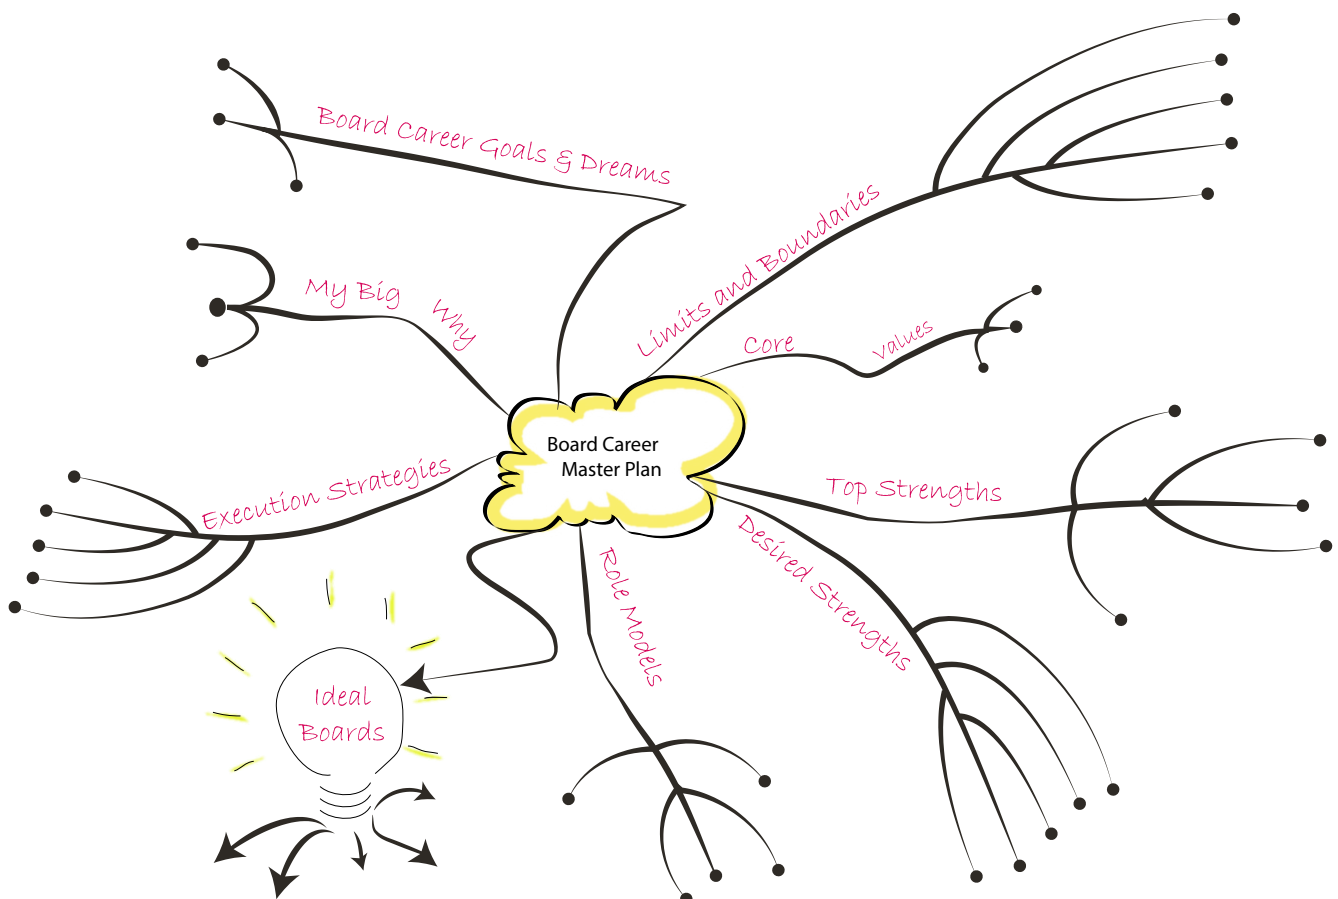 Board Career Goals & Dreams
Limits and Boundaries
My Big Why
Core values
Board Career
Master Plan
Execution Strategies
Top Strengths
Desired Strengths
Role Models
Ideal
Boards